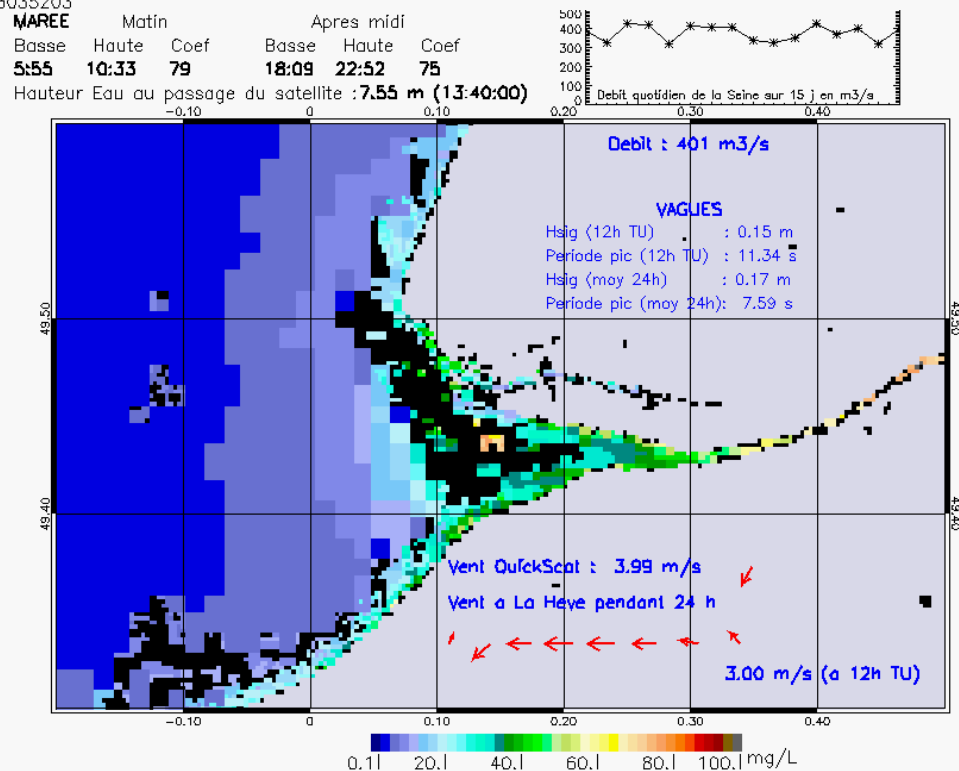 MAREE Matin Apres midi
Basse Haute Coef Basse Haute Coef
5:55 10:33 79 18:09 22:52 75
Hauteur Eau au passage du satellite : 7.55 m (13:40:00)
500
400
300
200
100
0
Debit quotidien de la Seine sur 15 j en m3/s
-0.10 0 0.10 0.20 0.30 0.40
Debit : 401 m3/s
VAGUES
Hsig (12h TU) : 0.15 m
Periode pic (12h TU) : 11.34 s
Hsig (moy 24h) : 0.17 m
Periode pic (moy 24h): 7.59 s
49.50 49.50
49.40 49.40
Vent QuickScat : 3.99 m/s
Vent a La Heve pendant 24 h
3.00 m/s (a 12h TU)
-0.10 0 0.10 0.20 0.30 0.40
0.1| 20.| 40.| 60.| 80.| 100.| mg/L